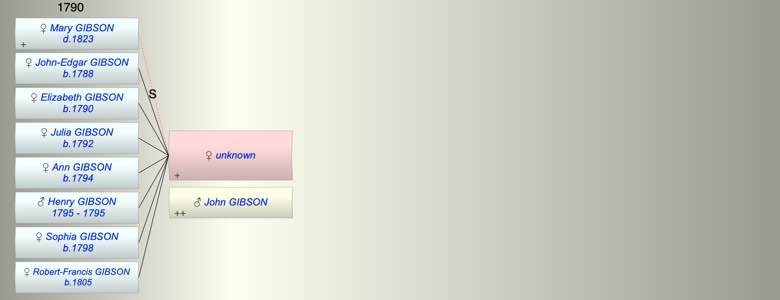 1790
♀ Mary GIBSON
d.1823
+
♀ John-Edgar GIBSON
b.1788
S
♀ Elizabeth GIBSON
b.1790
♀ Julia GIBSON
b.1792
♀ unknown
+
♀ Ann GIBSON
b.1794
♂ Henry GIBSON
1795 - 1795
♂ John GIBSON
++
♀ Sophia GIBSON
b.1798
♀ Robert-Francis GIBSON
b.1805